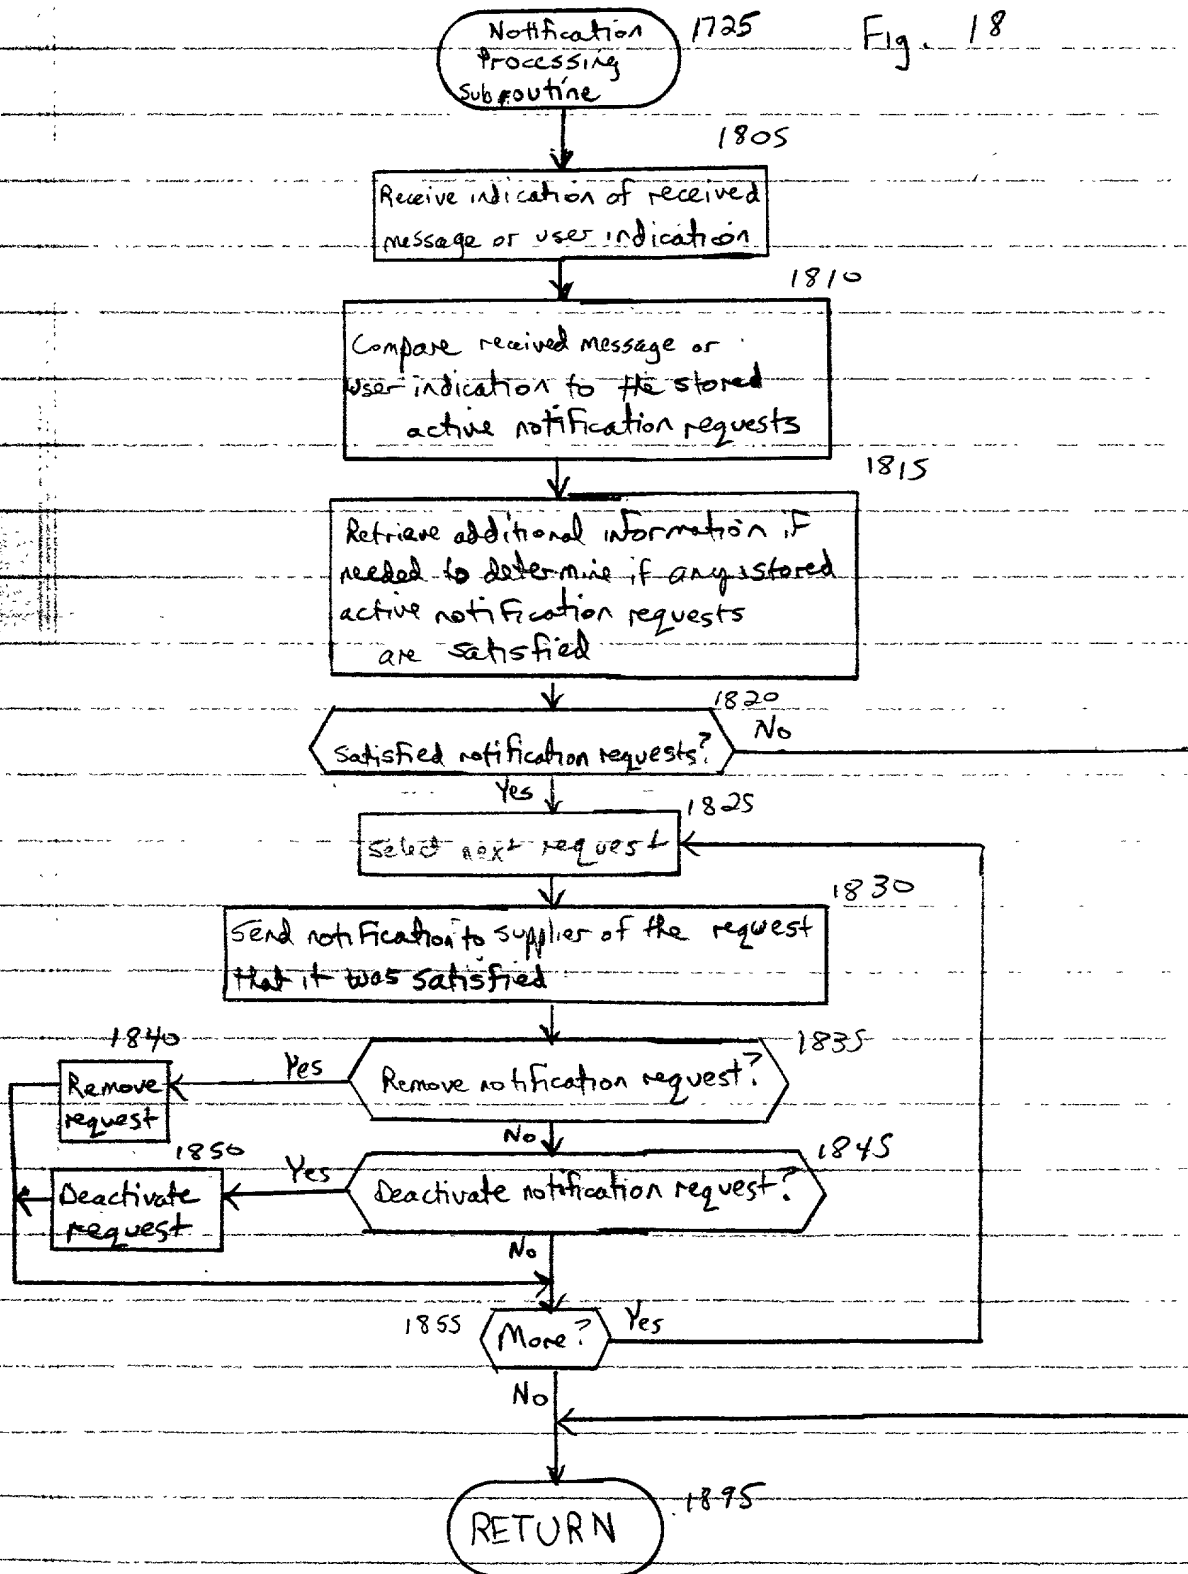 Notification 1725 Fig. 18
Processing
Subroutine
1805
Receive indication of received
message or user indication
1810
Compare received message or
user indication to the stored
active notification requests
1815
Retrieve additional information if
needed to determine if any stored
active notification requests
are satisfied
1820
Satisfied notification requests? No
Yes
1825
Select next request
1830
Send notification to supplier of the request
that it was satisfied
1835
Remove notification request?
Yes
1840
Remove
request
No
1845
Deactivate notification request?
Yes
1850
Deactivate
request
No
1855 More? Yes
No
1895
RETURN